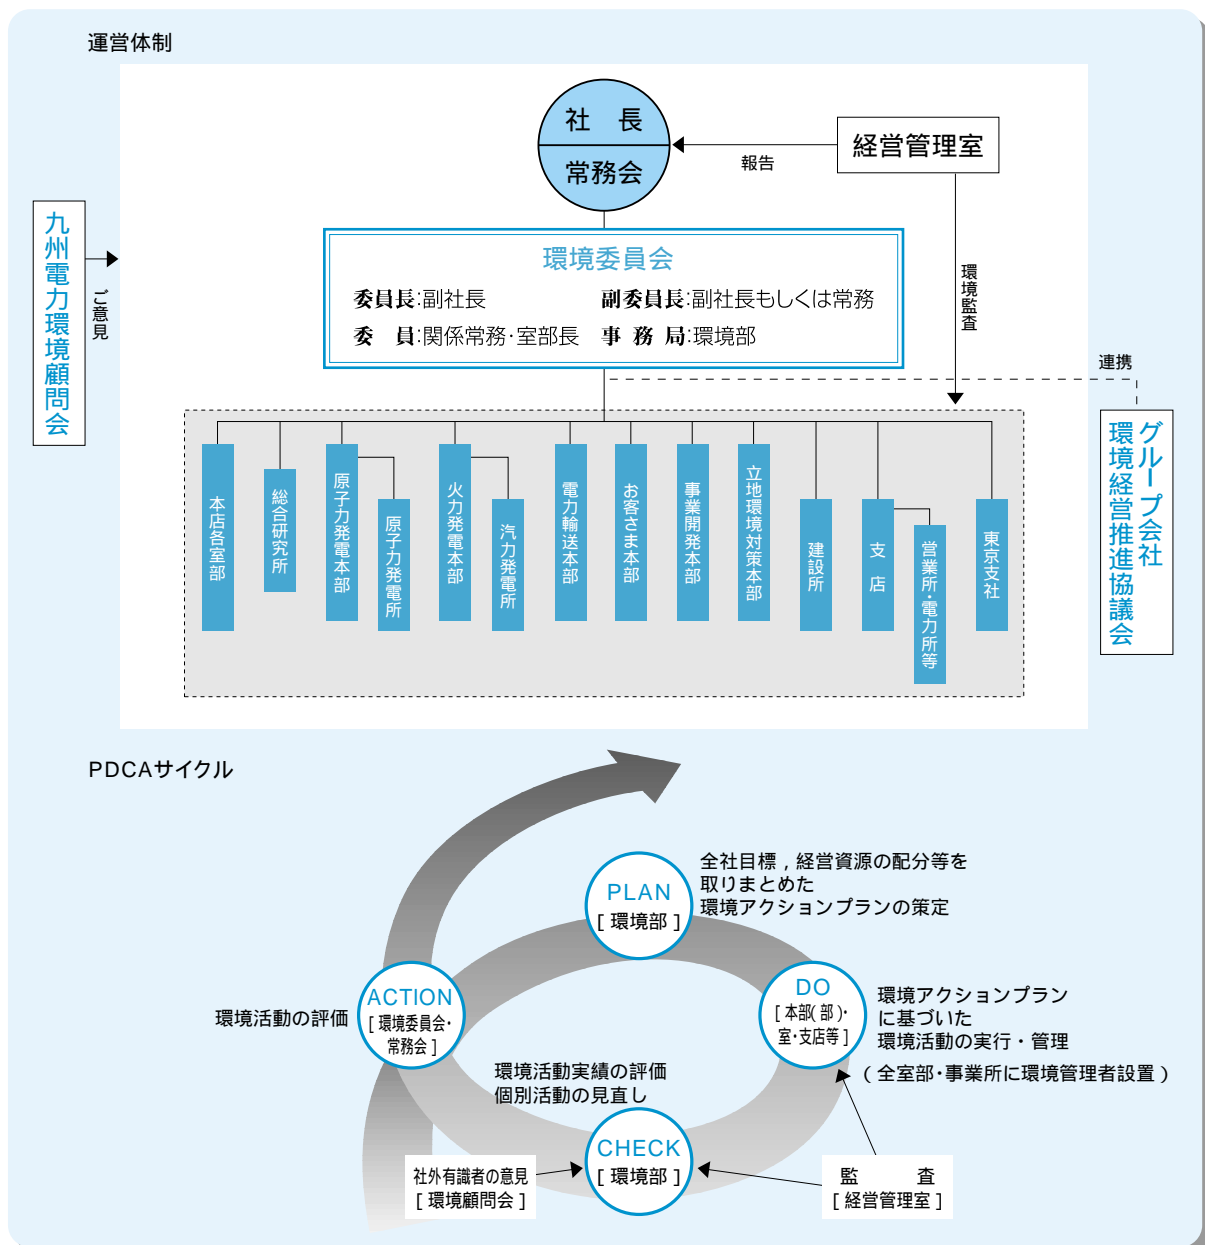 運営体制
社　長
常務会
経営管理室
報告
環境監査
九州電力環境顧問会
ご意見
環境委員会
委員長:副社長
副委員長:副社長もしくは常務
委　員:関係常務・室部長
事 務 局:環境部
連携
グループ会社
環境経営推進協議会
本店各室部
総合研究所
原子力発電本部
原子力発電所
火力発電本部
汽力発電所
電力輸送本部
お客さま本部
事業開発本部
立地環境対策本部
建設所
支　店
営業所・電力所等
東京支社
PDCAサイクル
PLAN
[ 環境部 ]
全社目標，経営資源の配分等を
取りまとめた
環境アクションプランの策定
DO
[ 本部(部)・
室・支店等 ]
環境アクションプラン
に基づいた
環境活動の実行・管理
(全室部・事業所に環境管理者設置)
ACTION
[ 環境委員会・
常務会 ]
環境活動の評価
環境活動実績の評価
個別活動の見直し
CHECK
[ 環境部 ]
社外有識者の意見
[ 環境顧問会 ]
監　　査
[ 経営管理室 ]